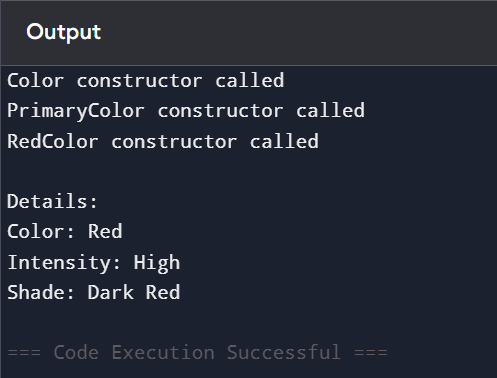 Output
Color constructor called
PrimaryColor constructor called
RedColor constructor called
Details:
Color: Red
Intensity: High
Shade: Dark Red
=== Code Execution Successful ===